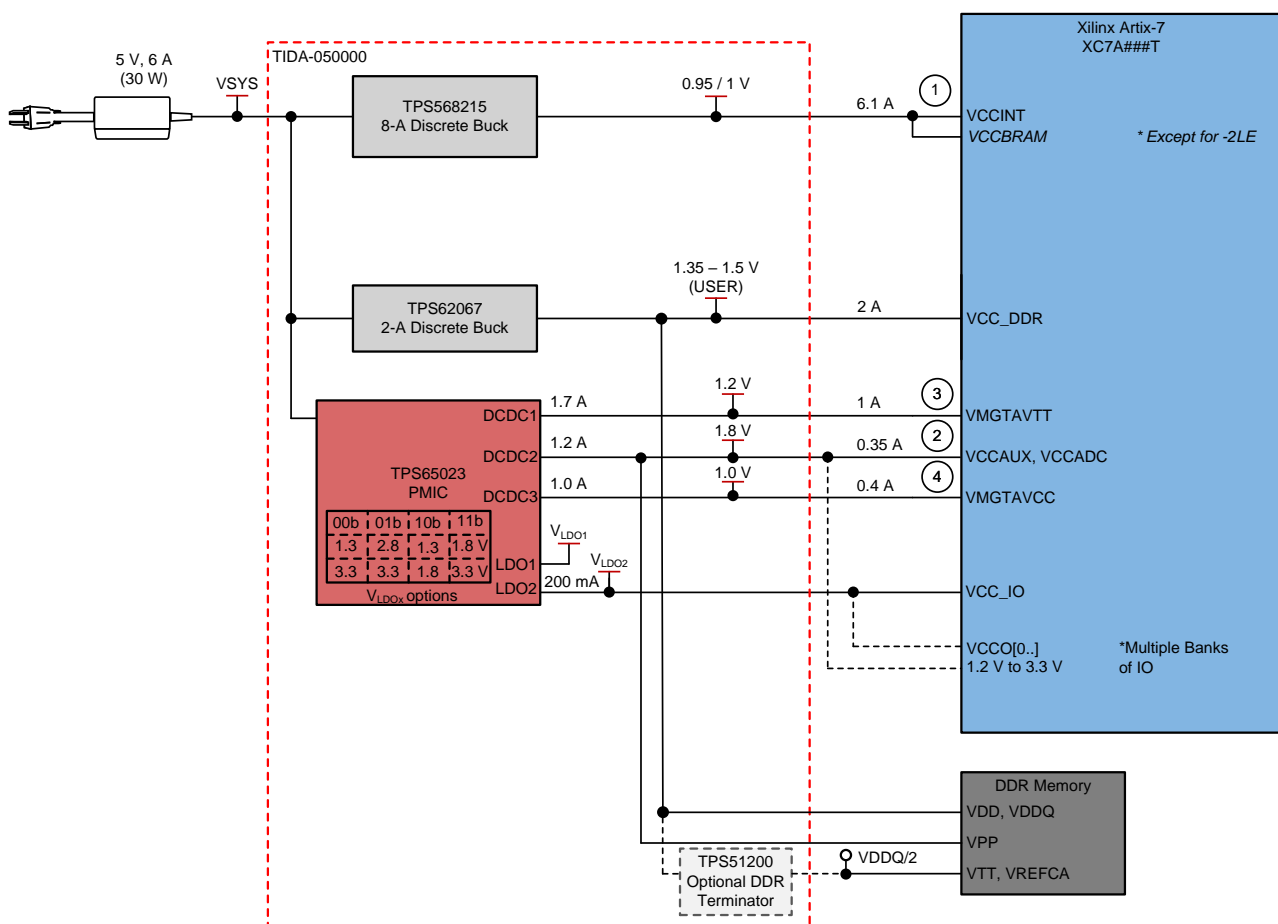 Xilinx Artix-7
XC7A###T
5 V, 6 A
(30 W)
VSYS
TIDA-050000
TPS568215
8-A Discrete Buck
0.95 / 1 V
6.1 A
1
VCCINT
VCCBRAM
* Except for -2LE
TPS62067
2-A Discrete Buck
1.35 – 1.5 V
(USER)
2 A
VCC_DDR
TPS65023
PMIC
DCDC1
1.7 A
1.2 V
1 A
3
VMGTAVTT
DCDC2
1.2 A
1.8 V
0.35 A
2
VCCAUX, VCCADC
DCDC3
1.0 A
1.0 V
0.4 A
4
VMGTAVCC
00b 01b 10b 11b
1.3 2.8 1.3 1.8 V
3.3 3.3 1.8 3.3 V
VLDOx options
LDO1
VLDO1
LDO2
200 mA
VLDO2
VCC_IO
VCCO[0..]
1.2 V to 3.3 V
*Multiple Banks
of IO
DDR Memory
VDD, VDDQ
VPP
VTT, VREFCA
TPS51200
Optional DDR
Terminator
VDDQ/2